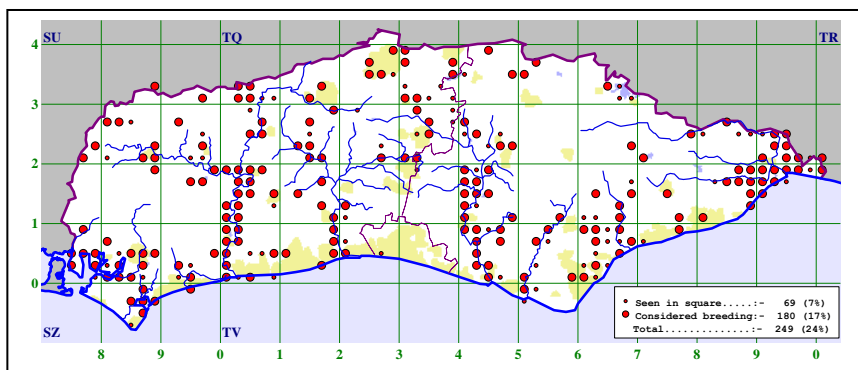 SU TQ TR
4
3
2
1
0
SZ TV
8 9 0 1 2 3 4 5 6 7 8 9 0
Seen in square.....:- 69 (7%)
Considered breeding:- 180 (17%)
Total..............:- 249 (24%)